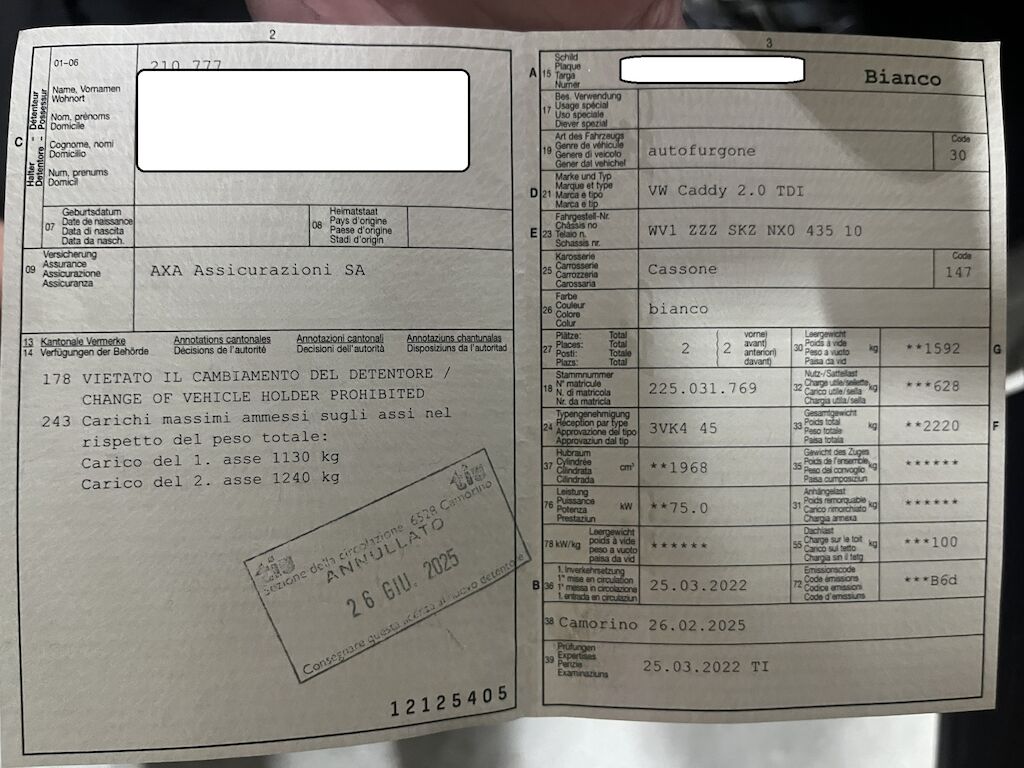 2
01-06
210 777
C
Halter Détenteur
Detentore Possessur
Name, Vornamen
Wohnort
Nom, prénoms
Domicile
Cognome, nomi
Domicilio
Num, prenums
Domicil
07
Geburtsdatum
Date de naissance
Data di nascita
Data da nasch.
08
Heimatstaat
Pays d'origine
Paese d'origine
Stadi d'origin
09
Versicherung
Assurance
Assicurazione
Assicuranza
AXA Assicurazioni SA
13 Kantonale Vermerke Annotations cantonales Annotazioni cantonali Annotaziuns chantunalas
14 Verfügungen der Behörde Décisions de l'autorité Decisioni dell'autorità Disposiziuns da l'autoritad
178 VIETATO IL CAMBIAMENTO DEL DETENTORE /
CHANGE OF VEHICLE HOLDER PROHIBITED
243 Carichi massimi ammessi sugli assi nel
rispetto del peso totale:
Carico del 1. asse 1130 kg
Carico del 2. asse 1240 kg
Sezione della circolazione, 6528 Camorino
ANNULLATO
26 GIU. 2025
Consegnare questa licenza al nuovo detentore
12125405
3
A 15
Schild
Plaque
Targa
Numer
Bianco
17
Bes. Verwendung
Usage spécial
Uso speciale
Diever spezial
19
Art des Fahrzeugs
Genre de véhicule
Genere di veicolo
Gener dal vehichel
autofurgone
Code
30
D 21
Marke und Typ
Marque et type
Marca e tipo
Marca e tip
VW Caddy 2.0 TDI
E 23
Fahrgestell-Nr.
Châssis no
Telaio n.
Schassis nr.
WV1 ZZZ SKZ NX0 435 10
25
Karosserie
Carrosserie
Carrozzeria
Carossaria
Cassone
Code
147
26
Farbe
Couleur
Colore
Colur
bianco
27
Plätze: Total
Places: Total
Posti: Totale
Plazs: Total
2
2
vorne)
avant)
anteriori)
davant)
30
Leergewicht
Poids à vide
Peso a vuoto
Paisa da vid
kg
**1592
G
18
Stammnummer
N° matricule
N. di matricola
Nr. da matricla
225.031.769
32
Nutz-/Sattellast
Charge utile/sellette
Carico utile/sella
Chargia utila/sella
kg
***628
24
Typengenehmigung
Réception par type
Approvazione del tipo
Approvaziun dal tip
3VK4 45
33
Gesamtgewicht
Poids total
Peso totale
Paisa totala
kg
**2220
F
37
Hubraum
Cylindrée
Cilindrata
Cilindrada
cm³
**1968
35
Gewicht des Zuges
Poids de l'ensemble
Peso del convoglio
Paisa cumposiziun
kg
******
76
Leistung
Puissance
Potenza
Prestaziun
kW
**75.0
31
Anhängelast
Poids remorquable
Carico rimorchiato
Chargia annexa
kg
******
78 kW/kg
Leergewicht
poids à vide
peso a vuoto
paisa da vid
******
55
Dachlast
Charge sur le toit
Carico sul tetto
Chargia sin il tetg
kg
***100
B 36
1. Inverkehrsetzung
1re mise en circulation
1a messa in circolazione
1. entrada en circulaziun
25.03.2022
72
Emissionscode
Code émissions
Codice emissioni
Code d'emissiuns
***B6d
38 Camorino 26.02.2025
39
Prüfungen
Expertises
Perizie
Examinaziuns
25.03.2022 TI